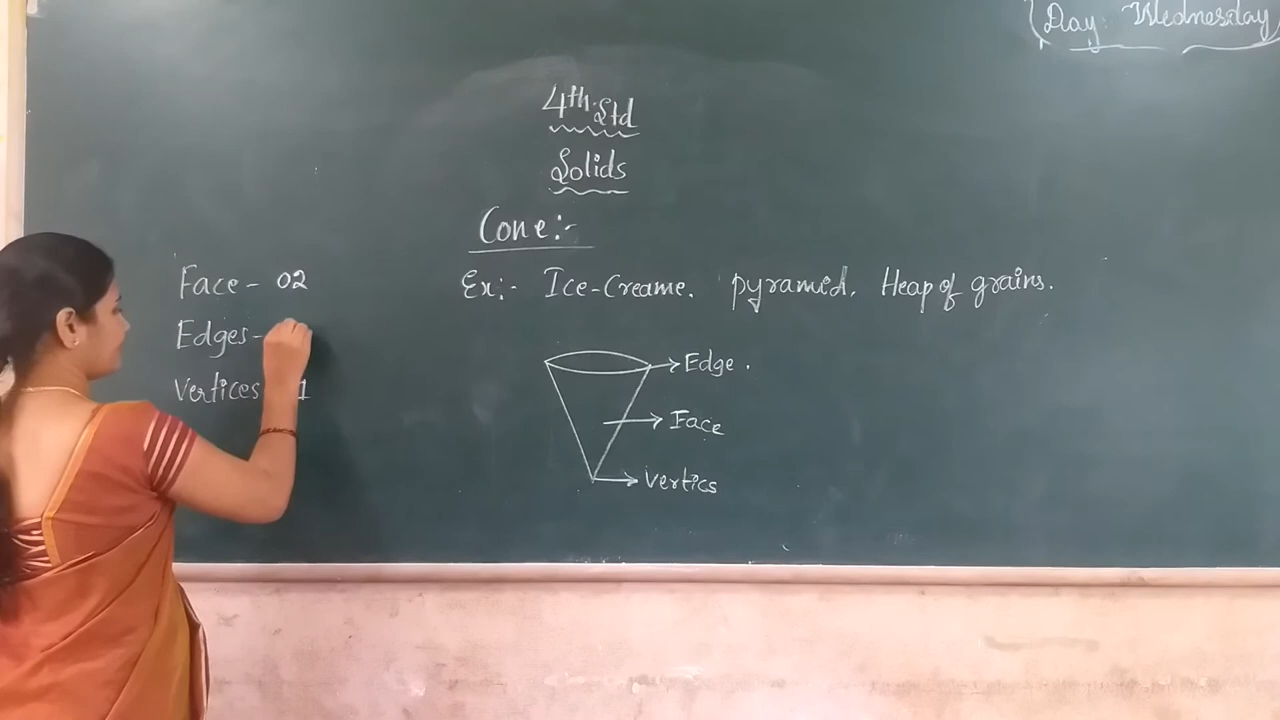 Day: Wednesday
4th Std
Solids
Cone:-
Face - 02
Edges -
Vertices 1
Ex:- Ice-Creame. pyramid. Heap of grains.
Edge.
Face
Vertics